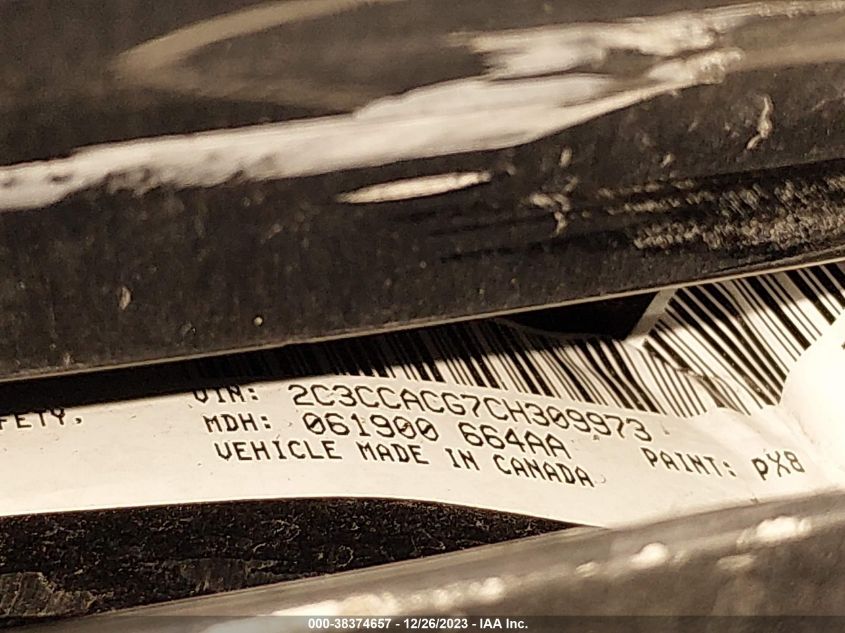 VIN: 2C3CCACG7CH309973
FETY,
MDH: 061900 664AA
VEHICLE MADE IN CANADA PAINT: pX8
000-38374657 - 12/26/2023 - IAA Inc.